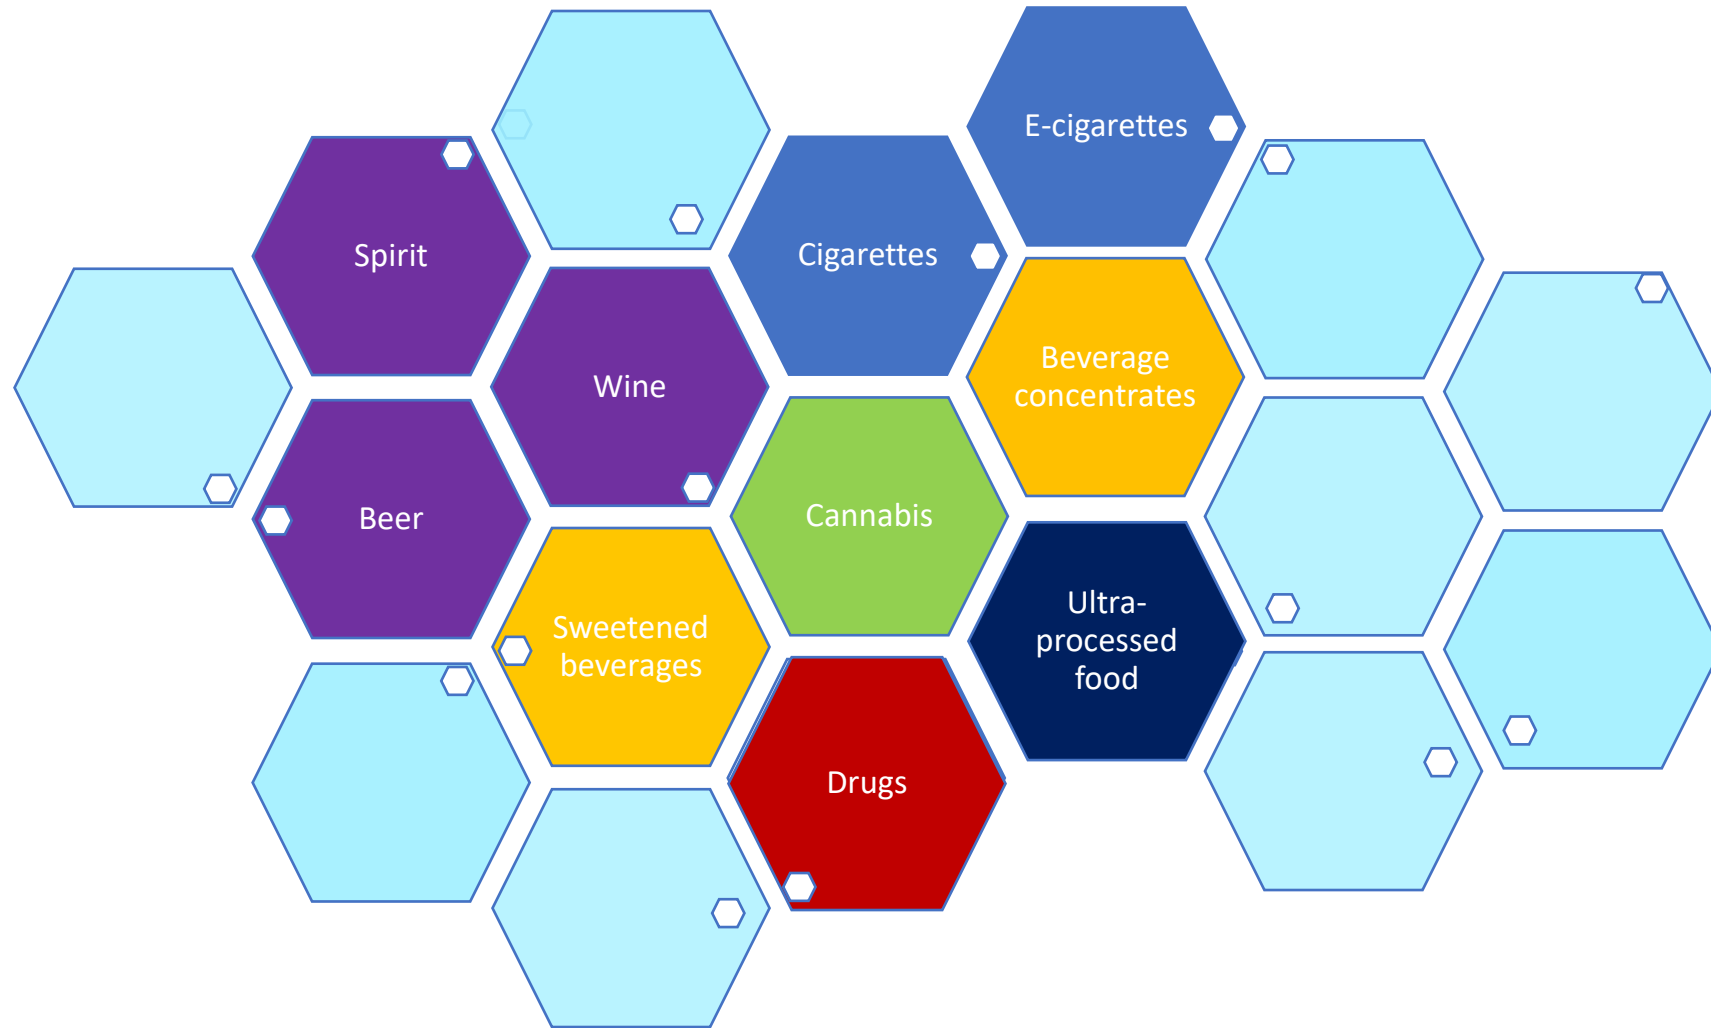 E-cigarettes
Spirit
Cigarettes
Wine
Beverage
concentrates
Beer
Cannabis
Sweetened
beverages
Ultra-
processed
food
Drugs